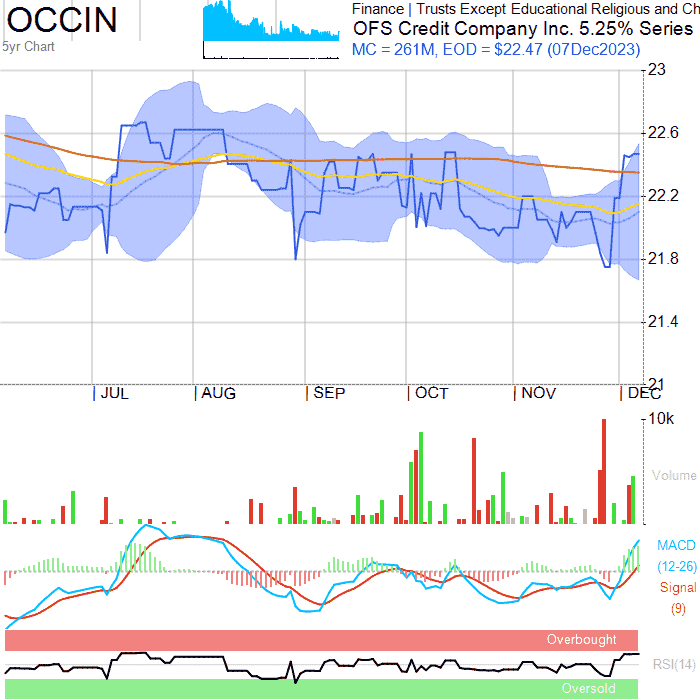 OCCIN
5yr Chart
Finance | Trusts Except Educational Religious and Ch
OFS Credit Company Inc. 5.25% Series
MC = 261M, EOD = $22.47 (07Dec2023)
23
22.6
22.2
21.8
21.4
21
JUL AUG SEP OCT NOV DEC
10k
Volume
MACD
(12-26)
Signal
(9)
Overbought
RSI(14)
Oversold